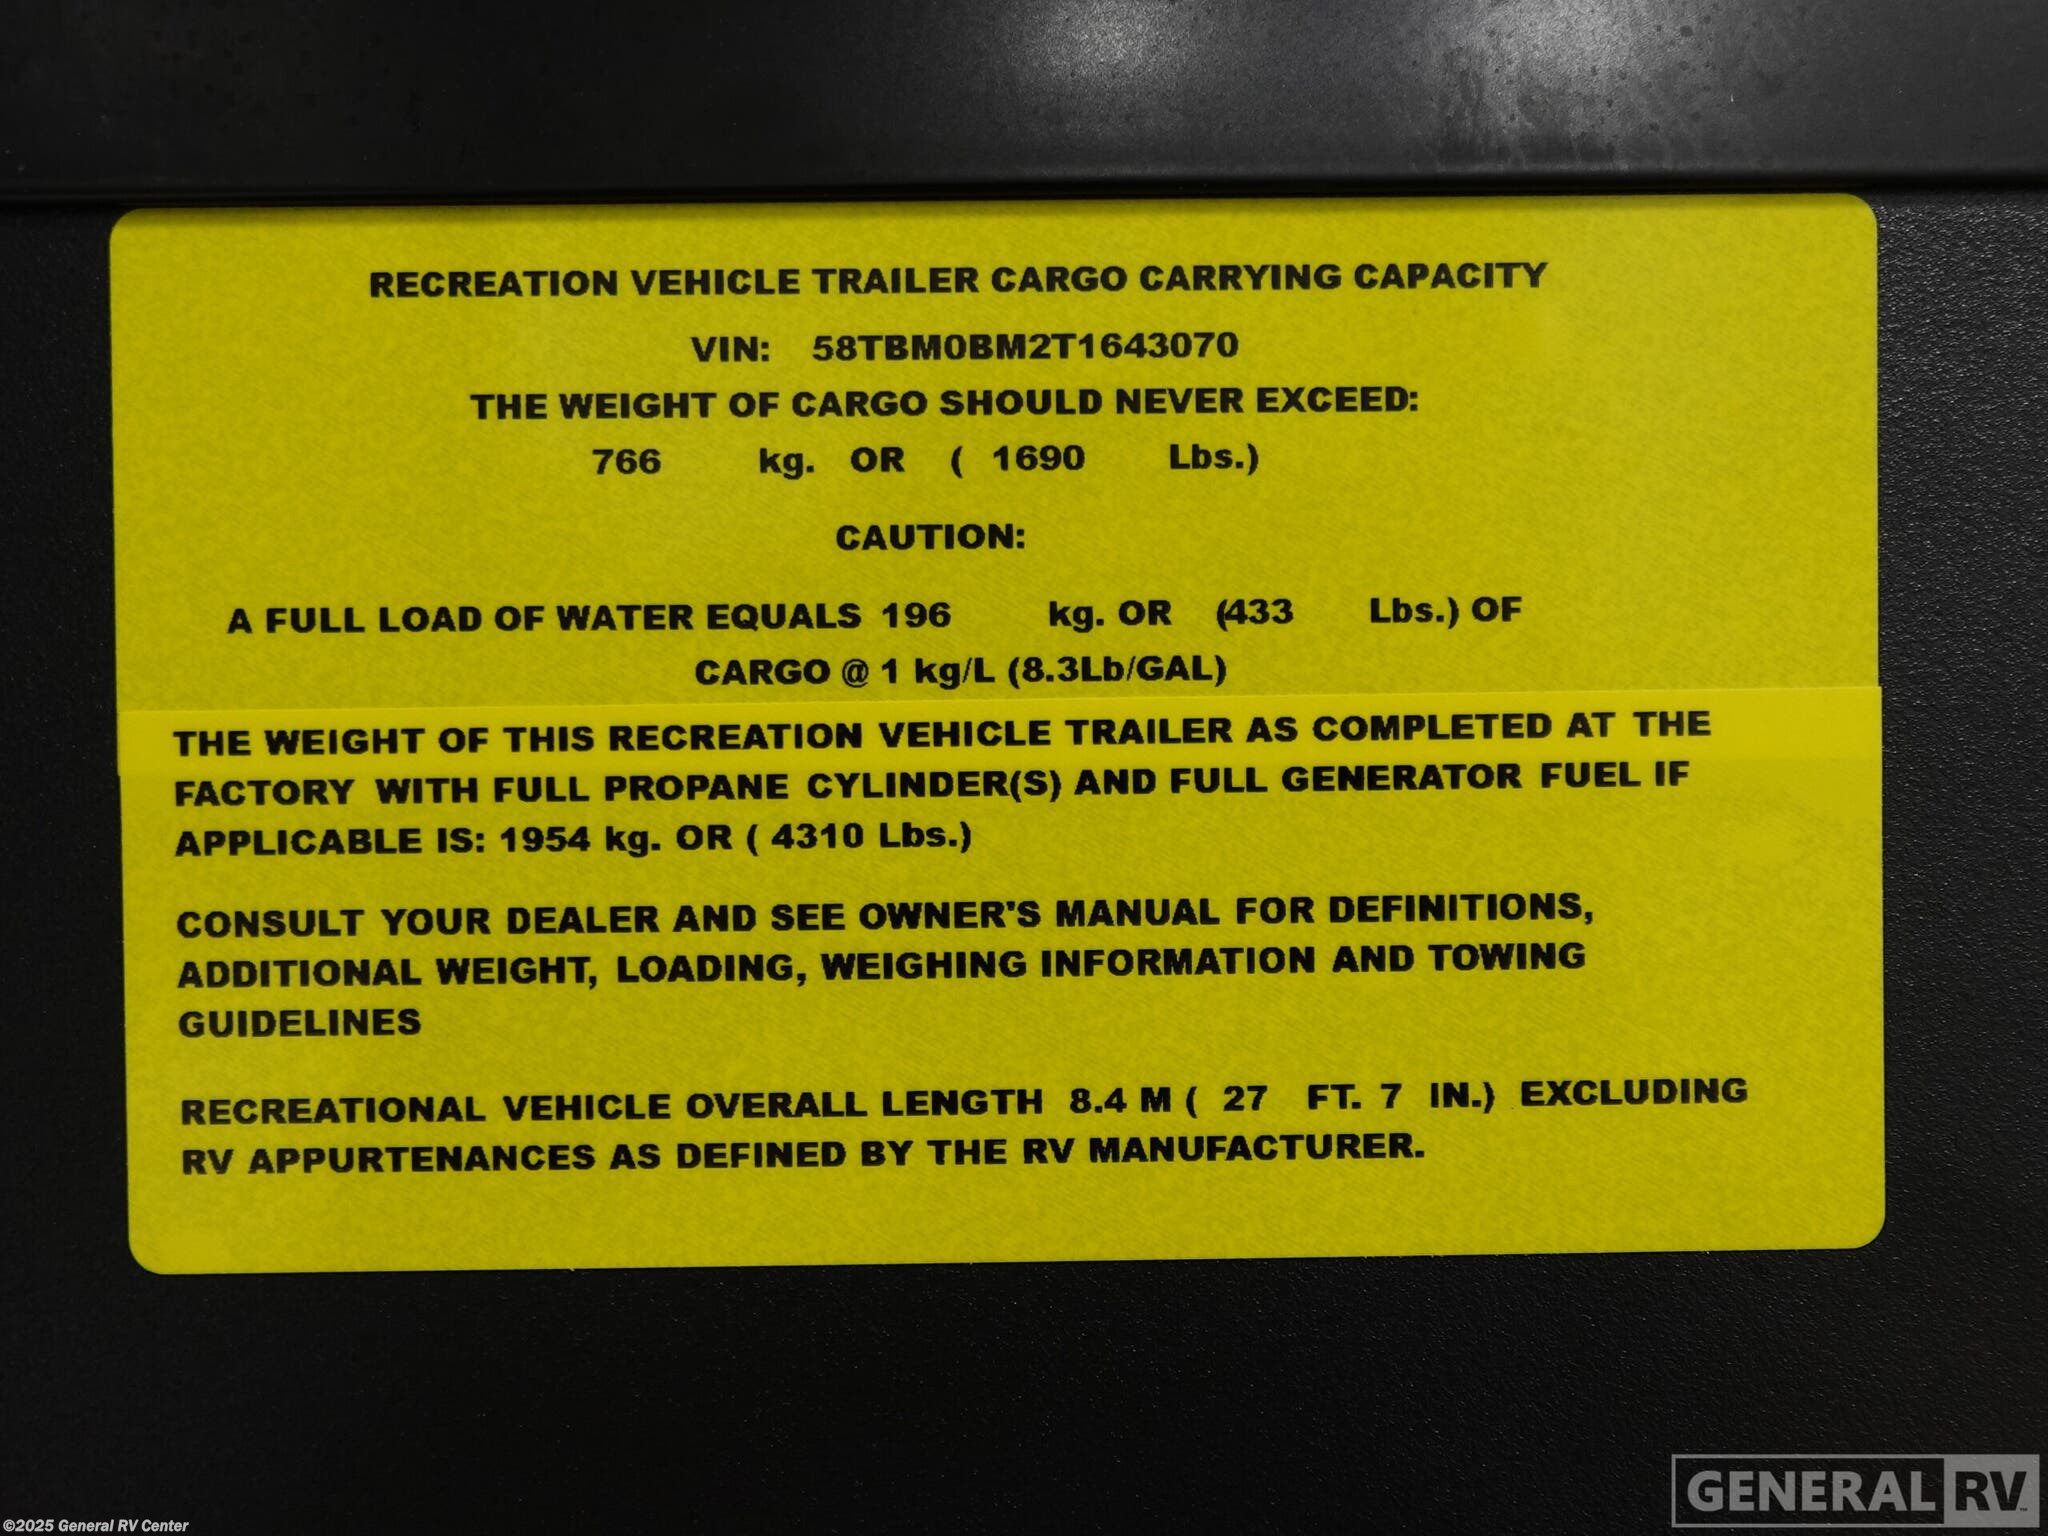 RECREATION VEHICLE TRAILER CARGO CARRYING CAPACITY
VIN: 58TBM0BM2T1643070
THE WEIGHT OF CARGO SHOULD NEVER EXCEED:
766 kg. OR ( 1690 Lbs.)
CAUTION:
A FULL LOAD OF WATER EQUALS 196 kg. OR (433 Lbs.) OF
CARGO @ 1 kg/L (8.3Lb/GAL)
THE WEIGHT OF THIS RECREATION VEHICLE TRAILER AS COMPLETED AT THE
FACTORY WITH FULL PROPANE CYLINDER(S) AND FULL GENERATOR FUEL IF
APPLICABLE IS: 1954 kg. OR ( 4310 Lbs.)
CONSULT YOUR DEALER AND SEE OWNER'S MANUAL FOR DEFINITIONS,
ADDITIONAL WEIGHT, LOADING, WEIGHING INFORMATION AND TOWING
GUIDELINES
RECREATIONAL VEHICLE OVERALL LENGTH 8.4 M ( 27 FT. 7 IN.) EXCLUDING
RV APPURTENANCES AS DEFINED BY THE RV MANUFACTURER.
GENERAL RV
©2025 General RV Center